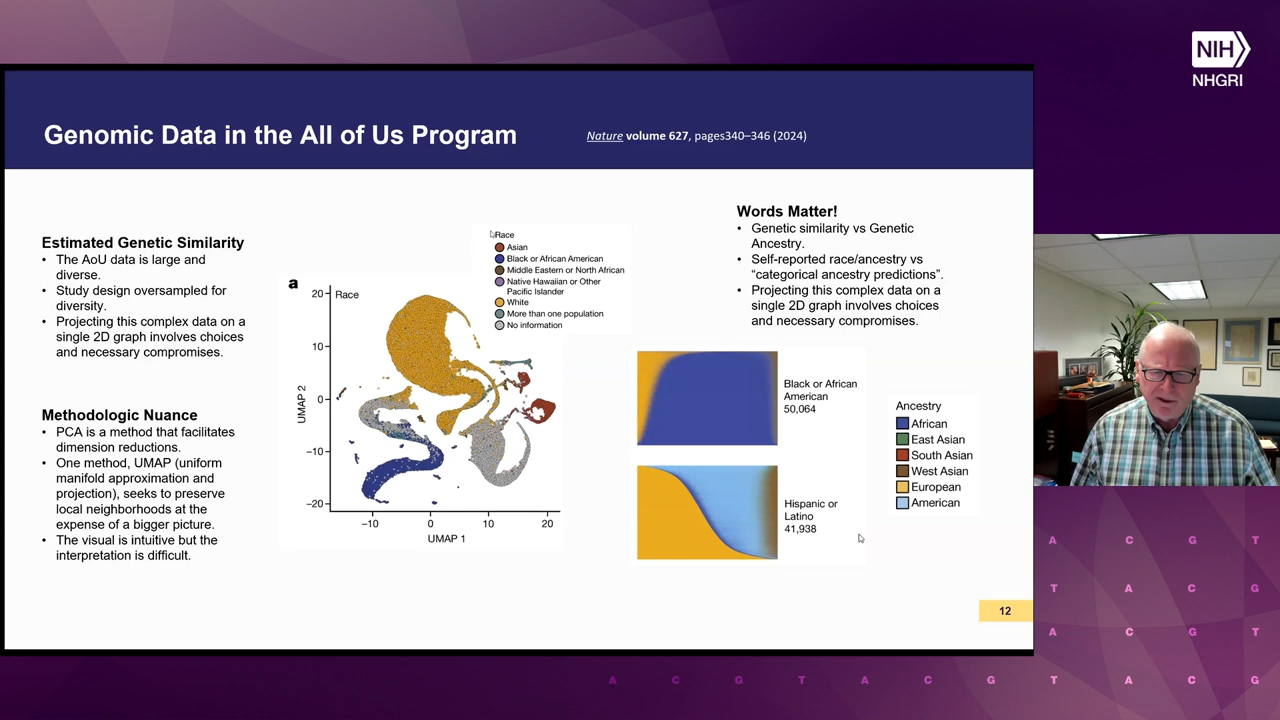 NIH
NHGRI
Genomic Data in the All of Us Program
Nature volume 627, pages340–346 (2024)
Estimated Genetic Similarity
• The AoU data is large and
diverse.
• Study design oversampled for
diversity.
• Projecting this complex data on a
single 2D graph involves choices
and necessary compromises.
Methodologic Nuance
• PCA is a method that facilitates
dimension reductions.
• One method, UMAP (uniform
manifold approximation and
projection), seeks to preserve
local neighborhoods at the
expense of a bigger picture.
• The visual is intuitive but the
interpretation is difficult.
Race
Asian
Black or African American
Middle Eastern or North African
Native Hawaiian or Other
Pacific Islander
White
More than one population
No information
a
Race
20
10
0
−10
−20
UMAP 2
−10 0 10 20
UMAP 1
Words Matter!
• Genetic similarity vs Genetic
Ancestry.
• Self-reported race/ancestry vs
“categorical ancestry predictions”.
• Projecting this complex data on a
single 2D graph involves choices
and necessary compromises.
Black or African
American
50,064
Hispanic or
Latino
41,938
Ancestry
African
East Asian
South Asian
West Asian
European
American
12
A C G T
T A C G
A C G T
A C G T A C G T A C G